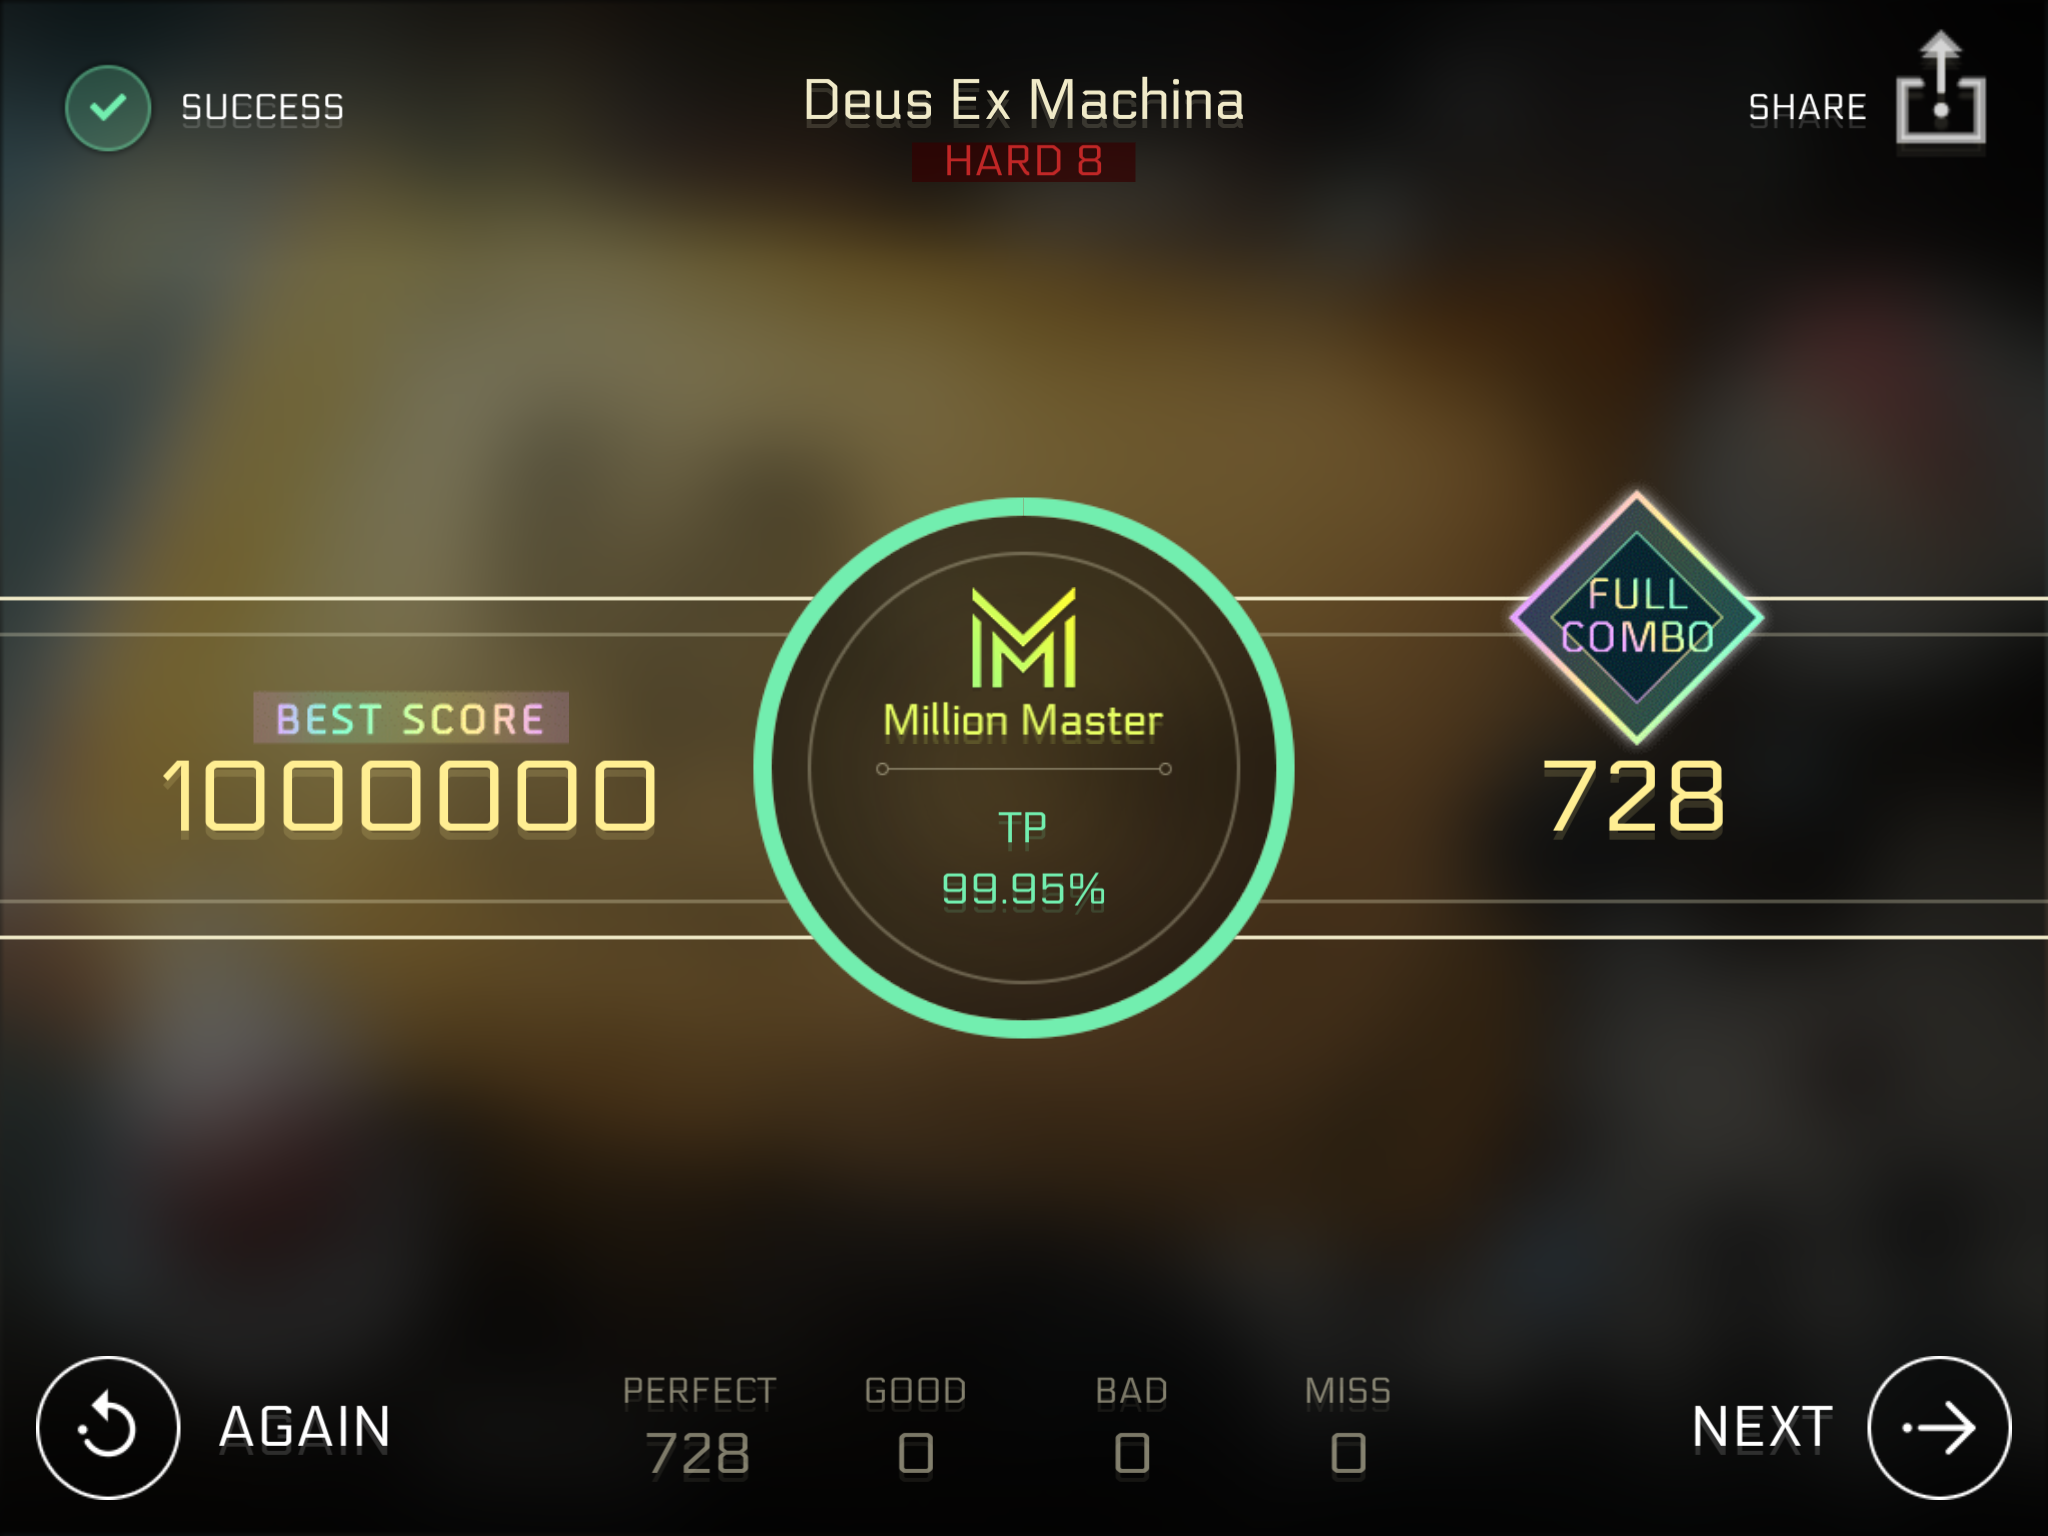 SUCCESS
Deus Ex Machina
HARD 8
SHARE
FULL
COMBO
BEST SCORE
1000000
Million Master
TP
99.95%
728
AGAIN
PERFECT GOOD BAD MISS
728 0 0 0
NEXT